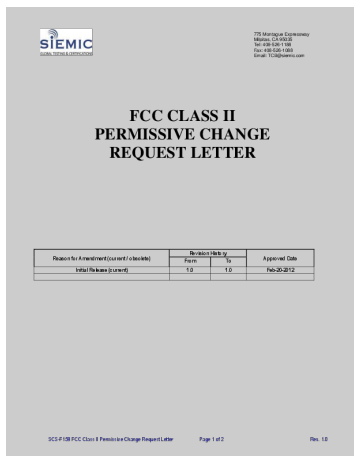 SIEMIC
GLOBAL TESTING & CERTIFICATIONS
775 Montague Expressway
Milpitas, CA 95035
Tel: 408-526-1188
Fax: 408-526-1088
Email: TCB@siemic.com
FCC CLASS II
PERMISSIVE CHANGE
REQUEST LETTER
Reason for Amendment (current / obsolete) Revision History Approved Date
From To
Initial Release (current) 1.0 1.0 Feb-20-2012
SCS-F158 FCC Class II Permissive Change Request Letter Page 1 of 2 Rev. 1.0